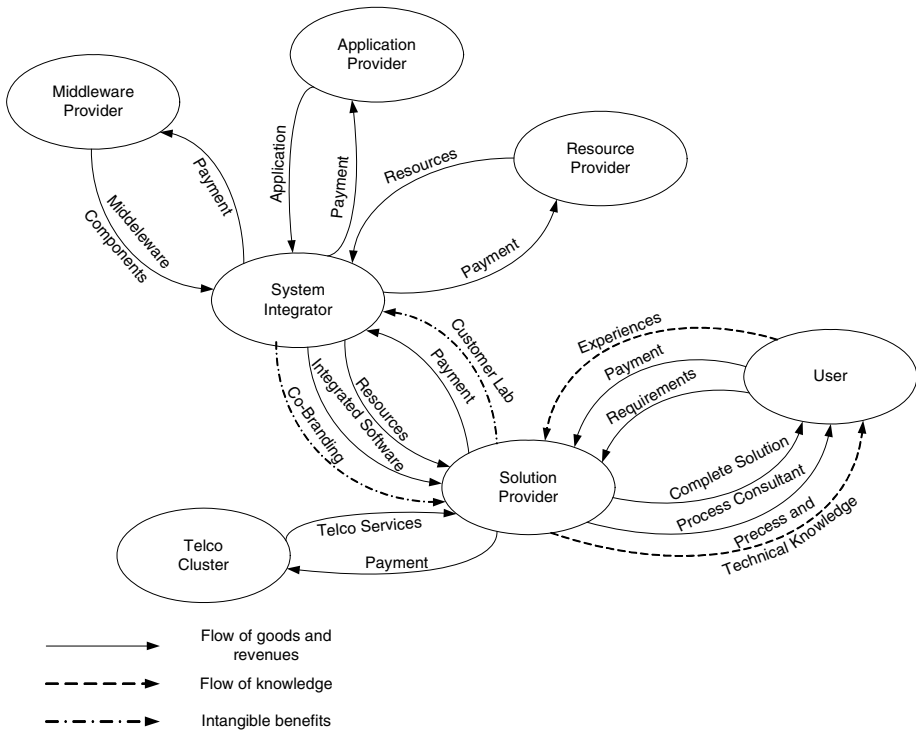 Application
Provider
Middleware
Provider
Resource
Provider
Application
Payment
Resources
Payment
Payment
Middeleware
Components
System
Integrator
Customer Lab
Payment
Resources
Integrated Software
Co-Branding
Experiences
Payment
Requirements
User
Complete Solution
Process Consultant
Precess and
Technical Knowledge
Solution
Provider
Telco Services
Payment
Telco
Cluster
Flow of goods and
revenues
Flow of knowledge
Intangible benefits